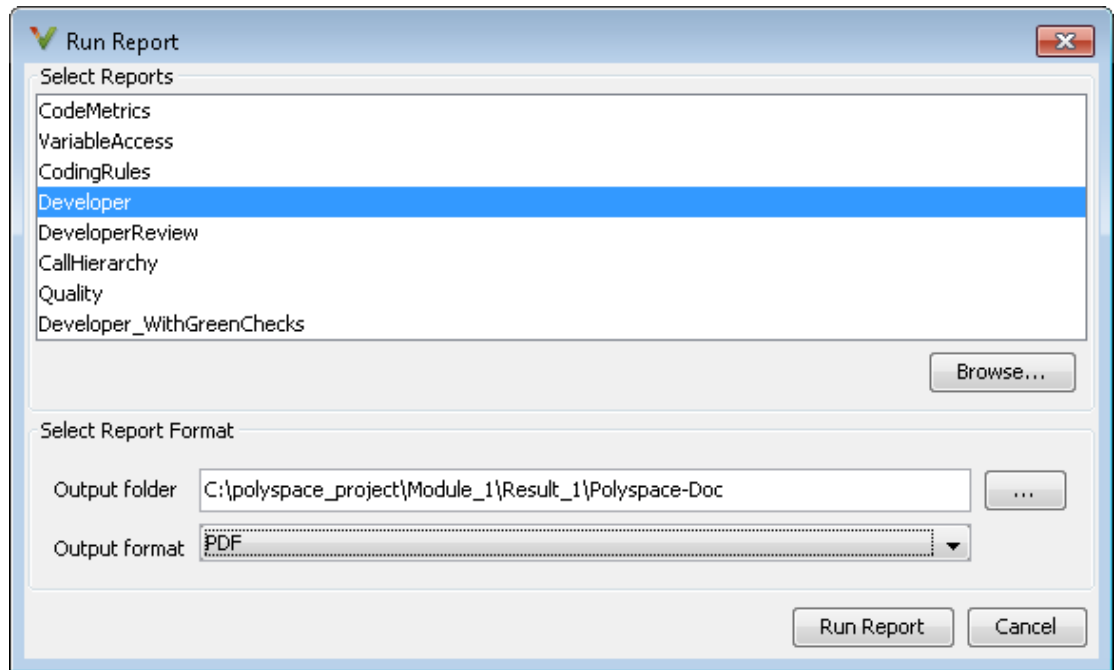 Run Report
Select Reports
CodeMetrics
VariableAccess
CodingRules
Developer
DeveloperReview
CallHierarchy
Quality
Developer_WithGreenChecks
Browse...
Select Report Format
Output folder C:\polyspace_project\Module_1\Result_1\Polyspace-Doc ...
Output format PDF
Run Report Cancel